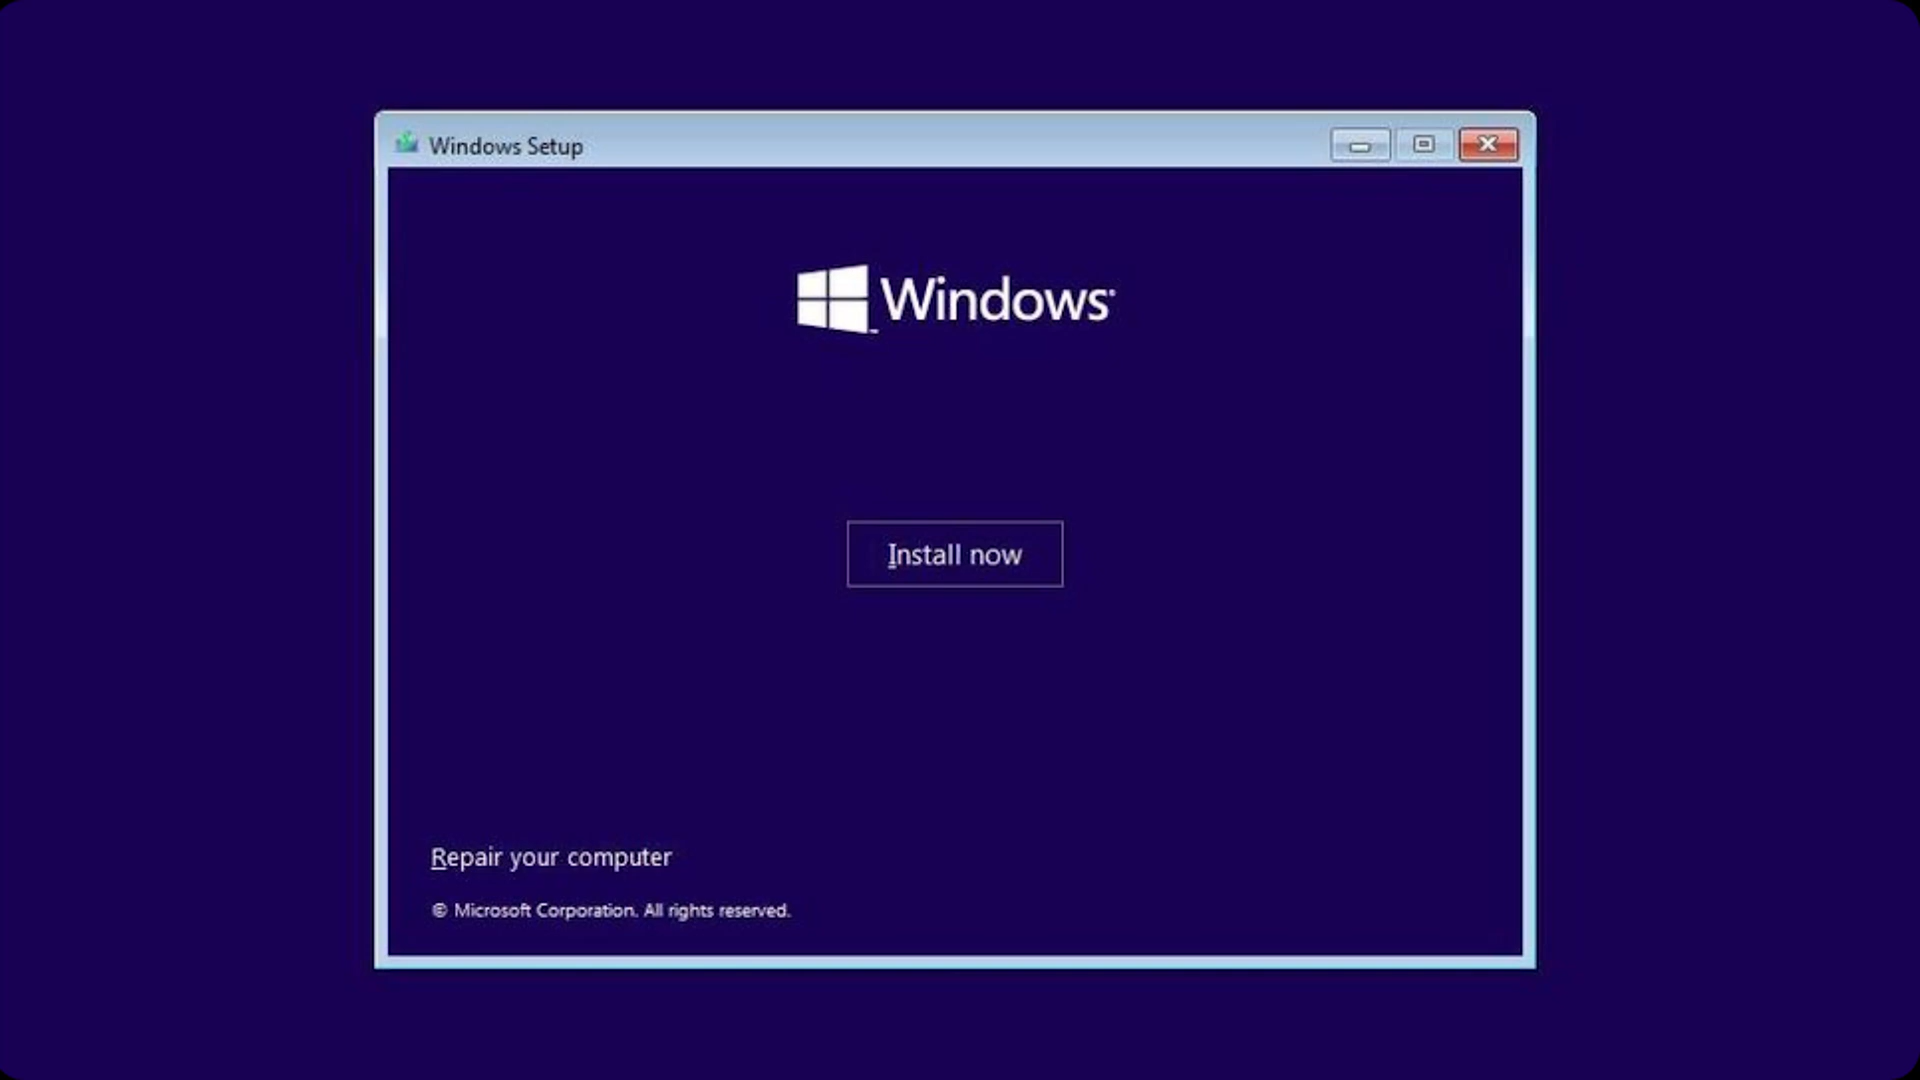 Windows Setup
Windows
Install now
Repair your computer
© Microsoft Corporation. All rights reserved.